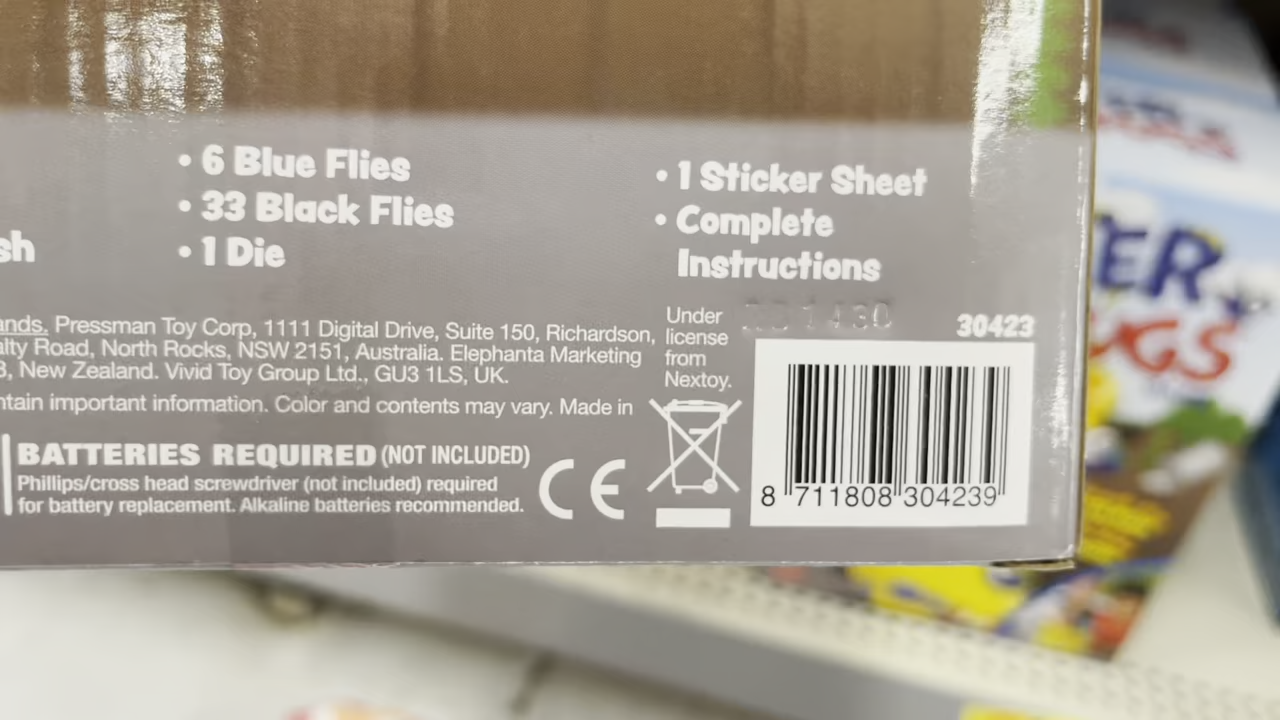 • 6 Blue Flies
• 33 Black Flies
• 1 Die
sh
• 1 Sticker Sheet
• Complete
Instructions
ands. Pressman Toy Corp, 1111 Digital Drive, Suite 150, Richardson,
alty Road, North Rocks, NSW 2151, Australia. Elephanta Marketing
3, New Zealand. Vivid Toy Group Ltd., GU3 1LS, UK.
ntain important information. Color and contents may vary. Made in
Under
license
from
Nextoy.
30423
BATTERIES REQUIRED (NOT INCLUDED)
Phillips/cross head screwdriver (not included) required
for battery replacement. Alkaline batteries recommended.
CE
8 711808 304239
ER
UGS